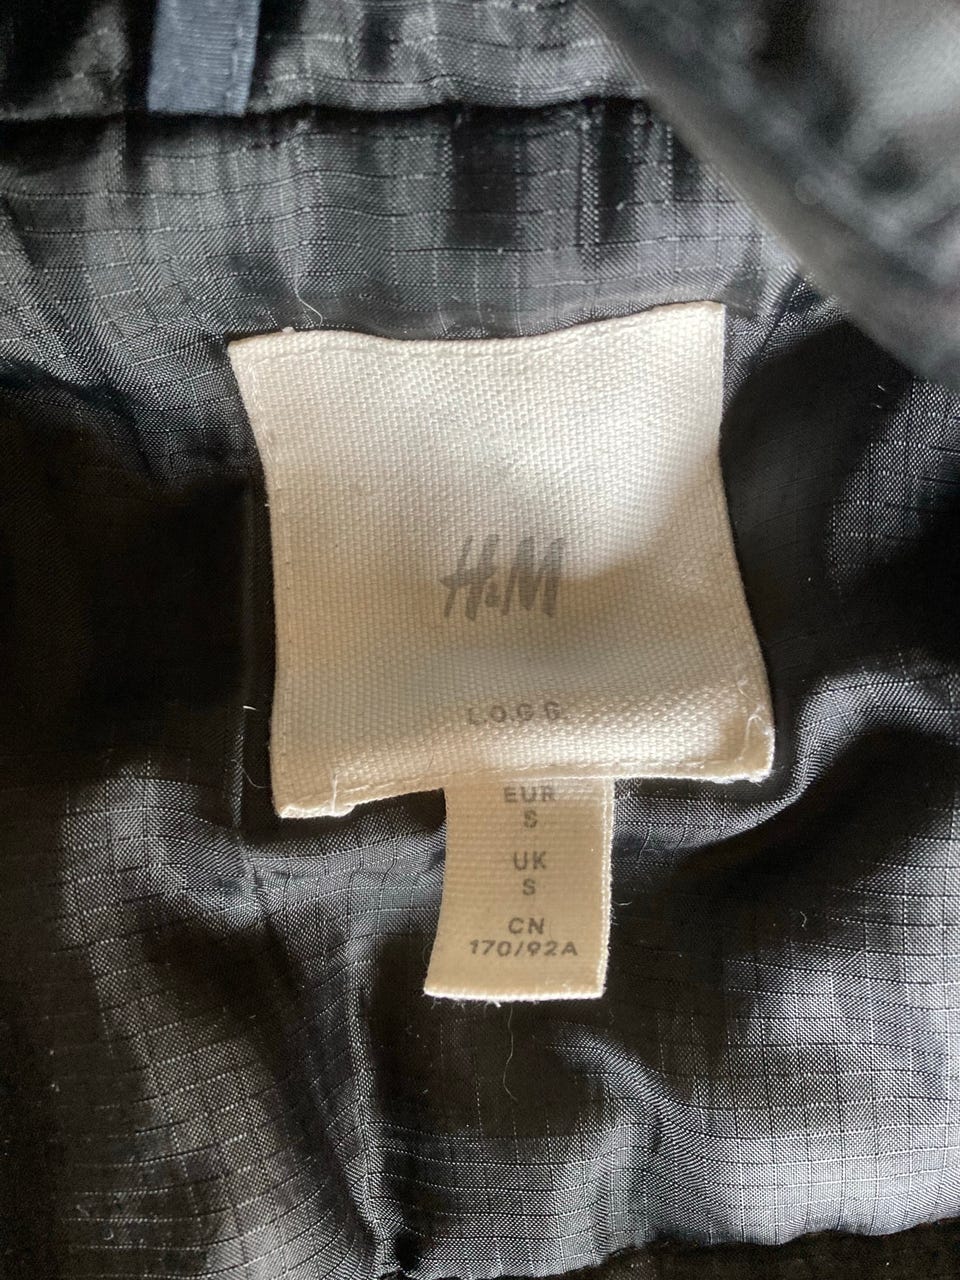 H&M
L.O.G.G.
EUR
S
UK
S
CN
170/92A